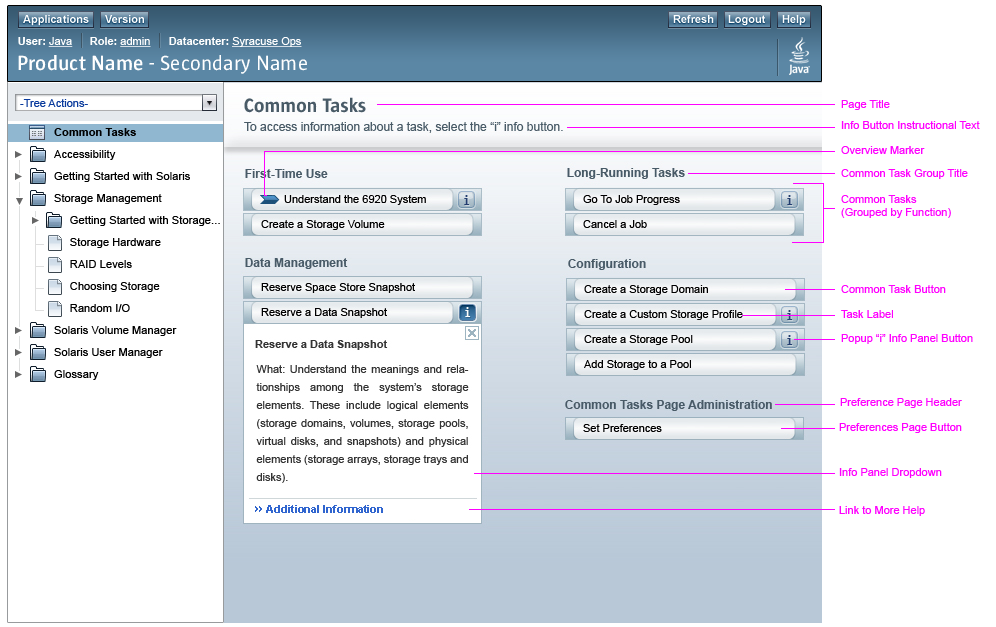 Applications Version Refresh Logout Help
User: Java Role: admin Datacenter: Syracuse Ops
Product Name - Secondary Name
Java
-Tree Actions-
Common Tasks
Accessibility
Getting Started with Solaris
Storage Management
Getting Started with Storage...
Storage Hardware
RAID Levels
Choosing Storage
Random I/O
Solaris Volume Manager
Solaris User Manager
Glossary
Common Tasks
To access information about a task, select the “i” info button.
First-Time Use
Understand the 6920 System i
Create a Storage Volume
Data Management
Reserve Space Store Snapshot
Reserve a Data Snapshot i
Reserve a Data Snapshot
What: Understand the meanings and rela-
tionships among the system's storage
elements. These include logical elements
(storage domains, volumes, storage pools,
virtual disks, and snapshots) and physical
elements (storage arrays, storage trays and
disks).
›› Additional Information
Long-Running Tasks
Go To Job Progress i
Cancel a Job
Configuration
Create a Storage Domain
Create a Custom Storage Profile i
Create a Storage Pool i
Add Storage to a Pool
Common Tasks Page Administration
Set Preferences
Page Title
Info Button Instructional Text
Overview Marker
Common Task Group Title
Common Tasks
(Grouped by Function)
Common Task Button
Task Label
Popup “i” Info Panel Button
Preference Page Header
Preferences Page Button
Info Panel Dropdown
Link to More Help